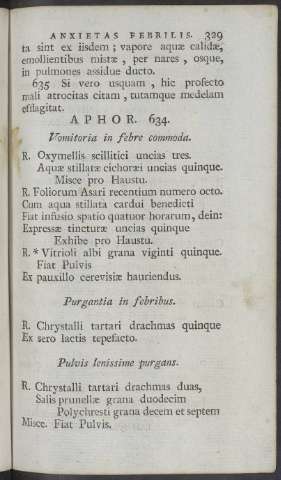 ANXIETAS FEBRILIS. 329
ta sint ex iisdem; vapore aquæ calidæ,
emollientibus mistæ, per nares, osque,
in pulmones assidue ducto.
635 Si vero usquam, hic profecto
mali atrocitas citam, tutamque medelam
efflagitat.
APHOR. 634.
Vomitoria in febre commoda.
R. Oxymellis scillitici uncias tres.
Aquæ stillatæ cichoræi uncias quinque.
Misce pro Haustu.
R. Foliorum Asari recentium numero octo.
Cum aqua stillata cardui benedicti
Fiat infusio spatio quatuor horarum, dein:
Expressæ tincturæ uncias quinque
Exhibe pro Haustu.
R. * Vitrioli albi grana viginti quinque.
Fiat Pulvis
Ex pauxillo cerevisiæ hauriendus.
Purgantia in febribus.
R. Chrystalli tartari drachmas quinque
Ex sero lactis tepefacto.
Pulvis lenissime purgans.
R. Chrystalli tartari drachmas duas,
Salis prunellæ grana duodecim
Polychresti grana decem et septem
Misce. Fiat Pulvis.